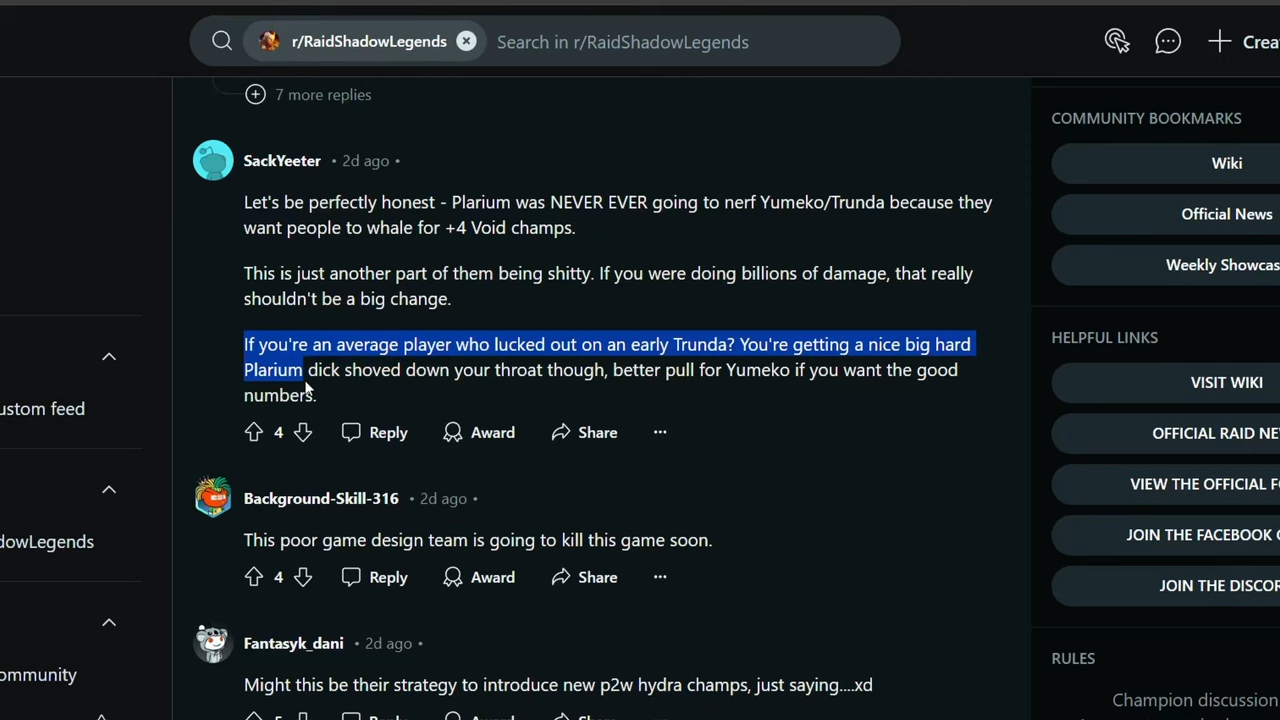 r/RaidShadowLegends Search in r/RaidShadowLegends Crea
7 more replies
SackYeeter • 2d ago •
Let's be perfectly honest - Plarium was NEVER EVER going to nerf Yumeko/Trunda because they
want people to whale for +4 Void champs.
This is just another part of them being shitty. If you were doing billions of damage, that really
shouldn't be a big change.
If you're an average player who lucked out on an early Trunda? You're getting a nice big hard
Plarium dick shoved down your throat though, better pull for Yumeko if you want the good
numbers.
4 Reply Award Share
Background-Skill-316 • 2d ago •
This poor game design team is going to kill this game soon.
4 Reply Award Share
Fantasyk_dani • 2d ago •
Might this be their strategy to introduce new p2w hydra champs, just saying....xd
ustom feed
dowLegends
ommunity
COMMUNITY BOOKMARKS
Wiki
Official News
Weekly Showcas
HELPFUL LINKS
VISIT WIKI
OFFICIAL RAID NE
VIEW THE OFFICIAL F
JOIN THE FACEBOOK
JOIN THE DISCOR
RULES
Champion discussion